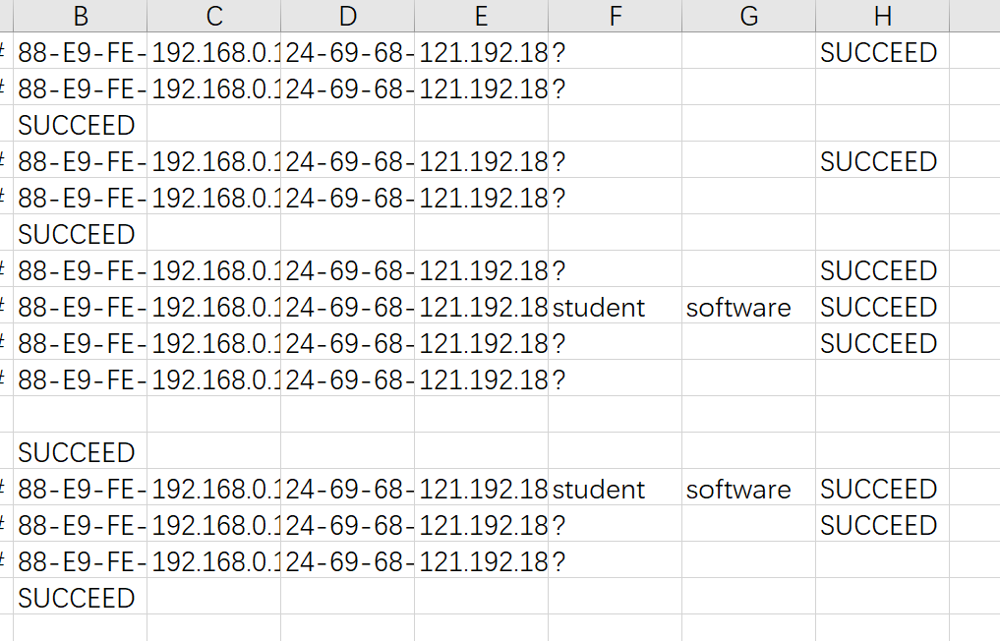 B C D E F G H
# 88-E9-FE- 192.168.0.1 24-69-68- 121.192.18 ? SUCCEED
# 88-E9-FE- 192.168.0.1 24-69-68- 121.192.18 ?
SUCCEED
# 88-E9-FE- 192.168.0.1 24-69-68- 121.192.18 ? SUCCEED
# 88-E9-FE- 192.168.0.1 24-69-68- 121.192.18 ?
SUCCEED
# 88-E9-FE- 192.168.0.1 24-69-68- 121.192.18 ? SUCCEED
# 88-E9-FE- 192.168.0.1 24-69-68- 121.192.18 student software SUCCEED
# 88-E9-FE- 192.168.0.1 24-69-68- 121.192.18 ? SUCCEED
# 88-E9-FE- 192.168.0.1 24-69-68- 121.192.18 ?
SUCCEED
# 88-E9-FE- 192.168.0.1 24-69-68- 121.192.18 student software SUCCEED
# 88-E9-FE- 192.168.0.1 24-69-68- 121.192.18 ? SUCCEED
# 88-E9-FE- 192.168.0.1 24-69-68- 121.192.18 ?
SUCCEED